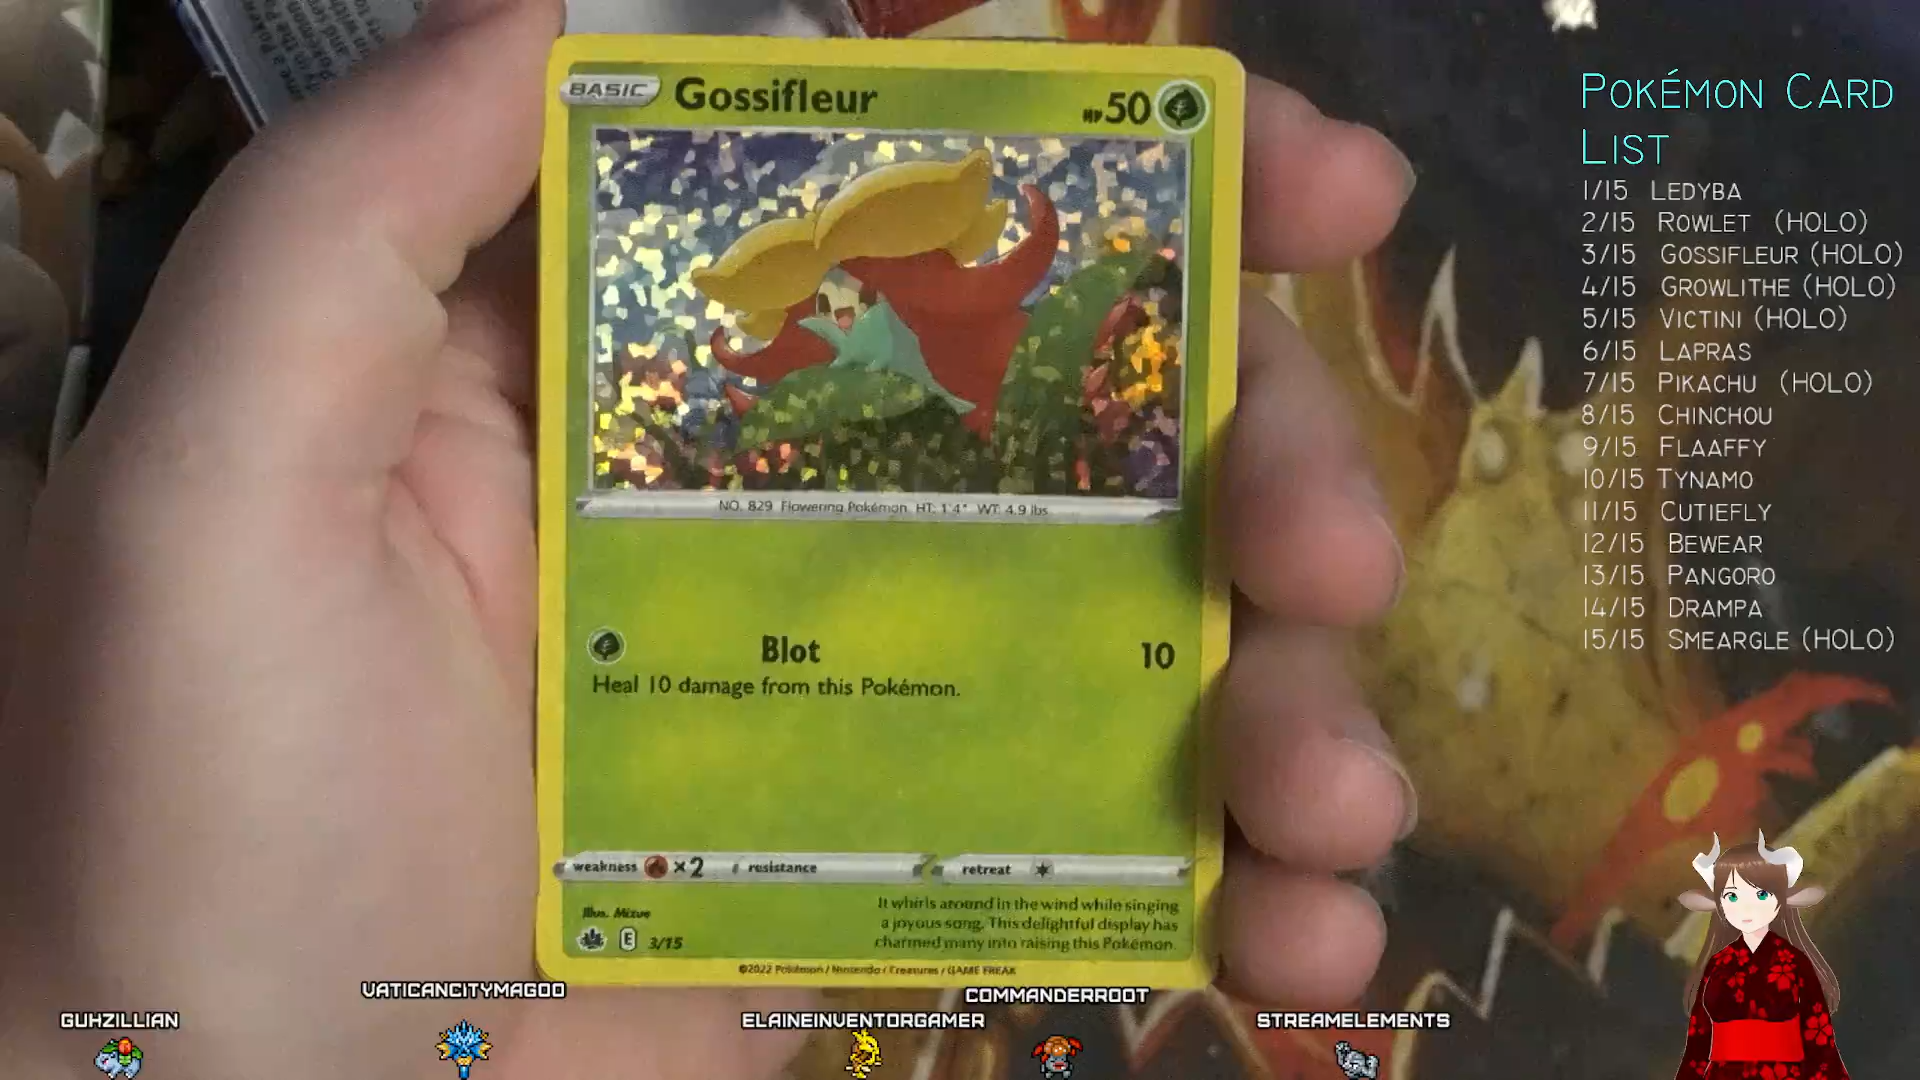 BASIC Gossifleur HP 50
NO. 829 Flowering Pokémon HT: 1'4" WT: 4.9 lbs.
Blot 10
Heal 10 damage from this Pokémon.
weakness ×2 resistance retreat
Illus. Mizue
It whirls around in the wind while singing
a joyous song. This delightful display has
charmed many into raising this Pokémon.
E 3/15
©2022 Pokémon / Nintendo / Creatures / GAME FREAK
POKÉMON CARD
LIST
1/15 LEDYBA
2/15 ROWLET (HOLO)
3/15 GOSSIFLEUR (HOLO)
4/15 GROWLITHE (HOLO)
5/15 VICTINI (HOLO)
6/15 LAPRAS
7/15 PIKACHU (HOLO)
8/15 CHINCHOU
9/15 FLAAFFY
10/15 TYNAMO
11/15 CUTIEFLY
12/15 BEWEAR
13/15 PANGORO
14/15 DRAMPA
15/15 SMEARGLE (HOLO)
GUHZILLIAN
VATICANCITYMAGOO
ELAINEINVENTORGAMER
COMMANDERROOT
STREAMELEMENTS